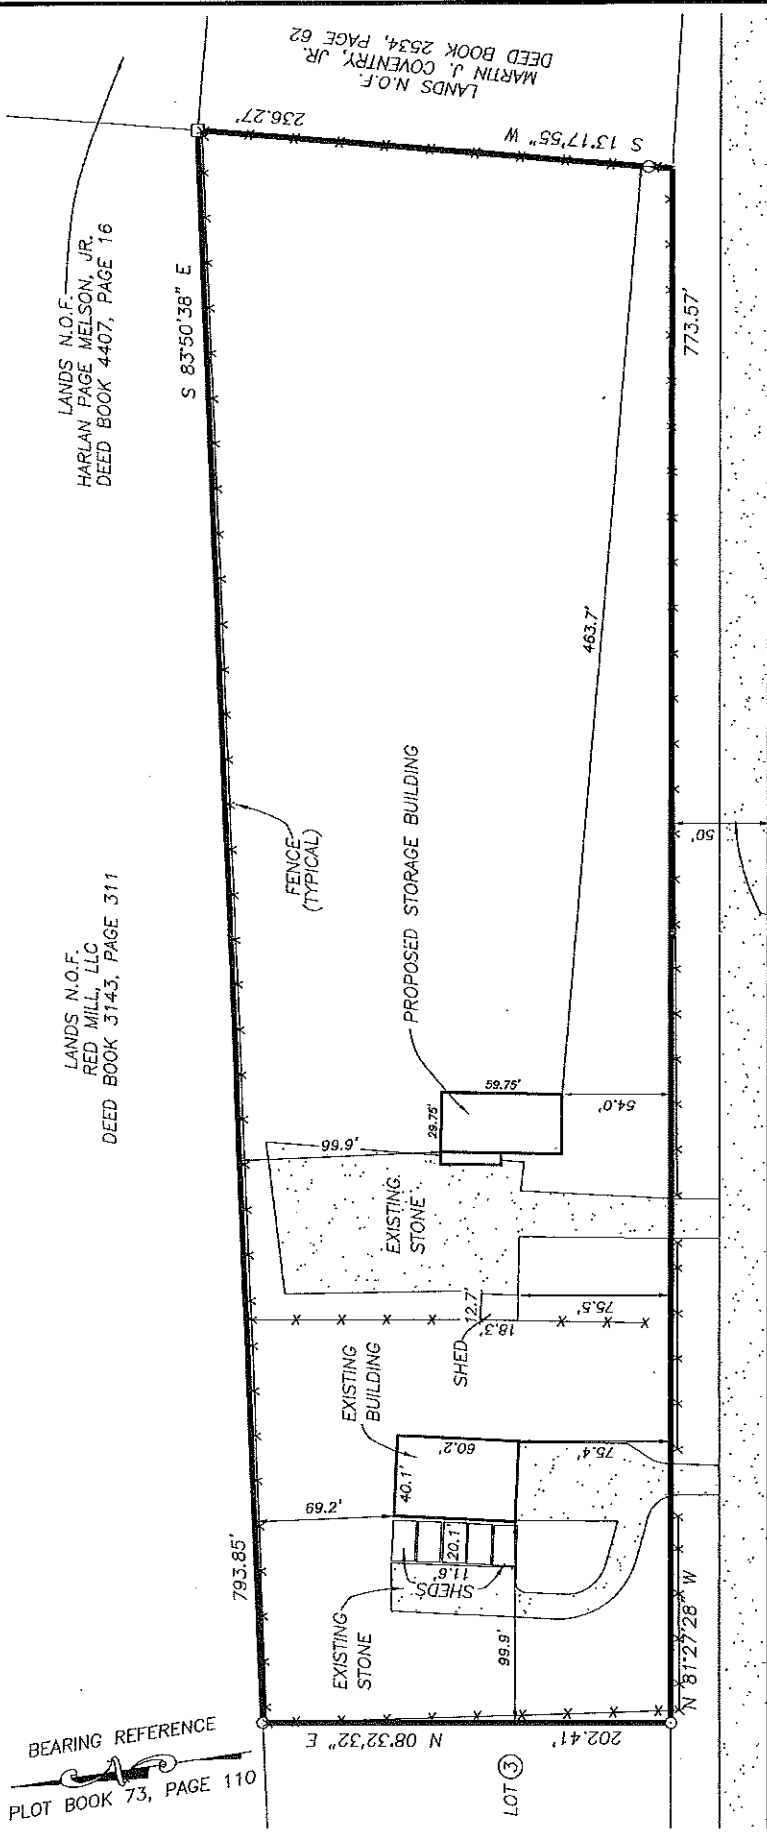 LANDS N.O.F.
MARTIN J. COVENTRY, JR.
DEED BOOK 2534, PAGE 62
236.27'
S 13°17'55" W
LANDS N.O.F.
HARLAN PAGE MELSON, JR.
DEED BOOK 4407, PAGE 16
S 83°50'38" E
773.57'
463.7'
LANDS N.O.F.
RED MILL, LLC
DEED BOOK 3143, PAGE 311
FENCE
(TYPICAL)
PROPOSED STORAGE BUILDING
50'
59.75'
29.75'
54.0'
99.9'
EXISTING
STONE
12.7'
18.3'
SHED
75.5'
EXISTING
BUILDING
60.2'
40.1'
75.4'
69.2'
20.1'
11.6'
SHEDS
EXISTING
STONE
99.9'
793.85'
N 81°27'28" W
N 08°32'32" E
202.41'
LOT 3
BEARING REFERENCE
N
PLOT BOOK 73, PAGE 110